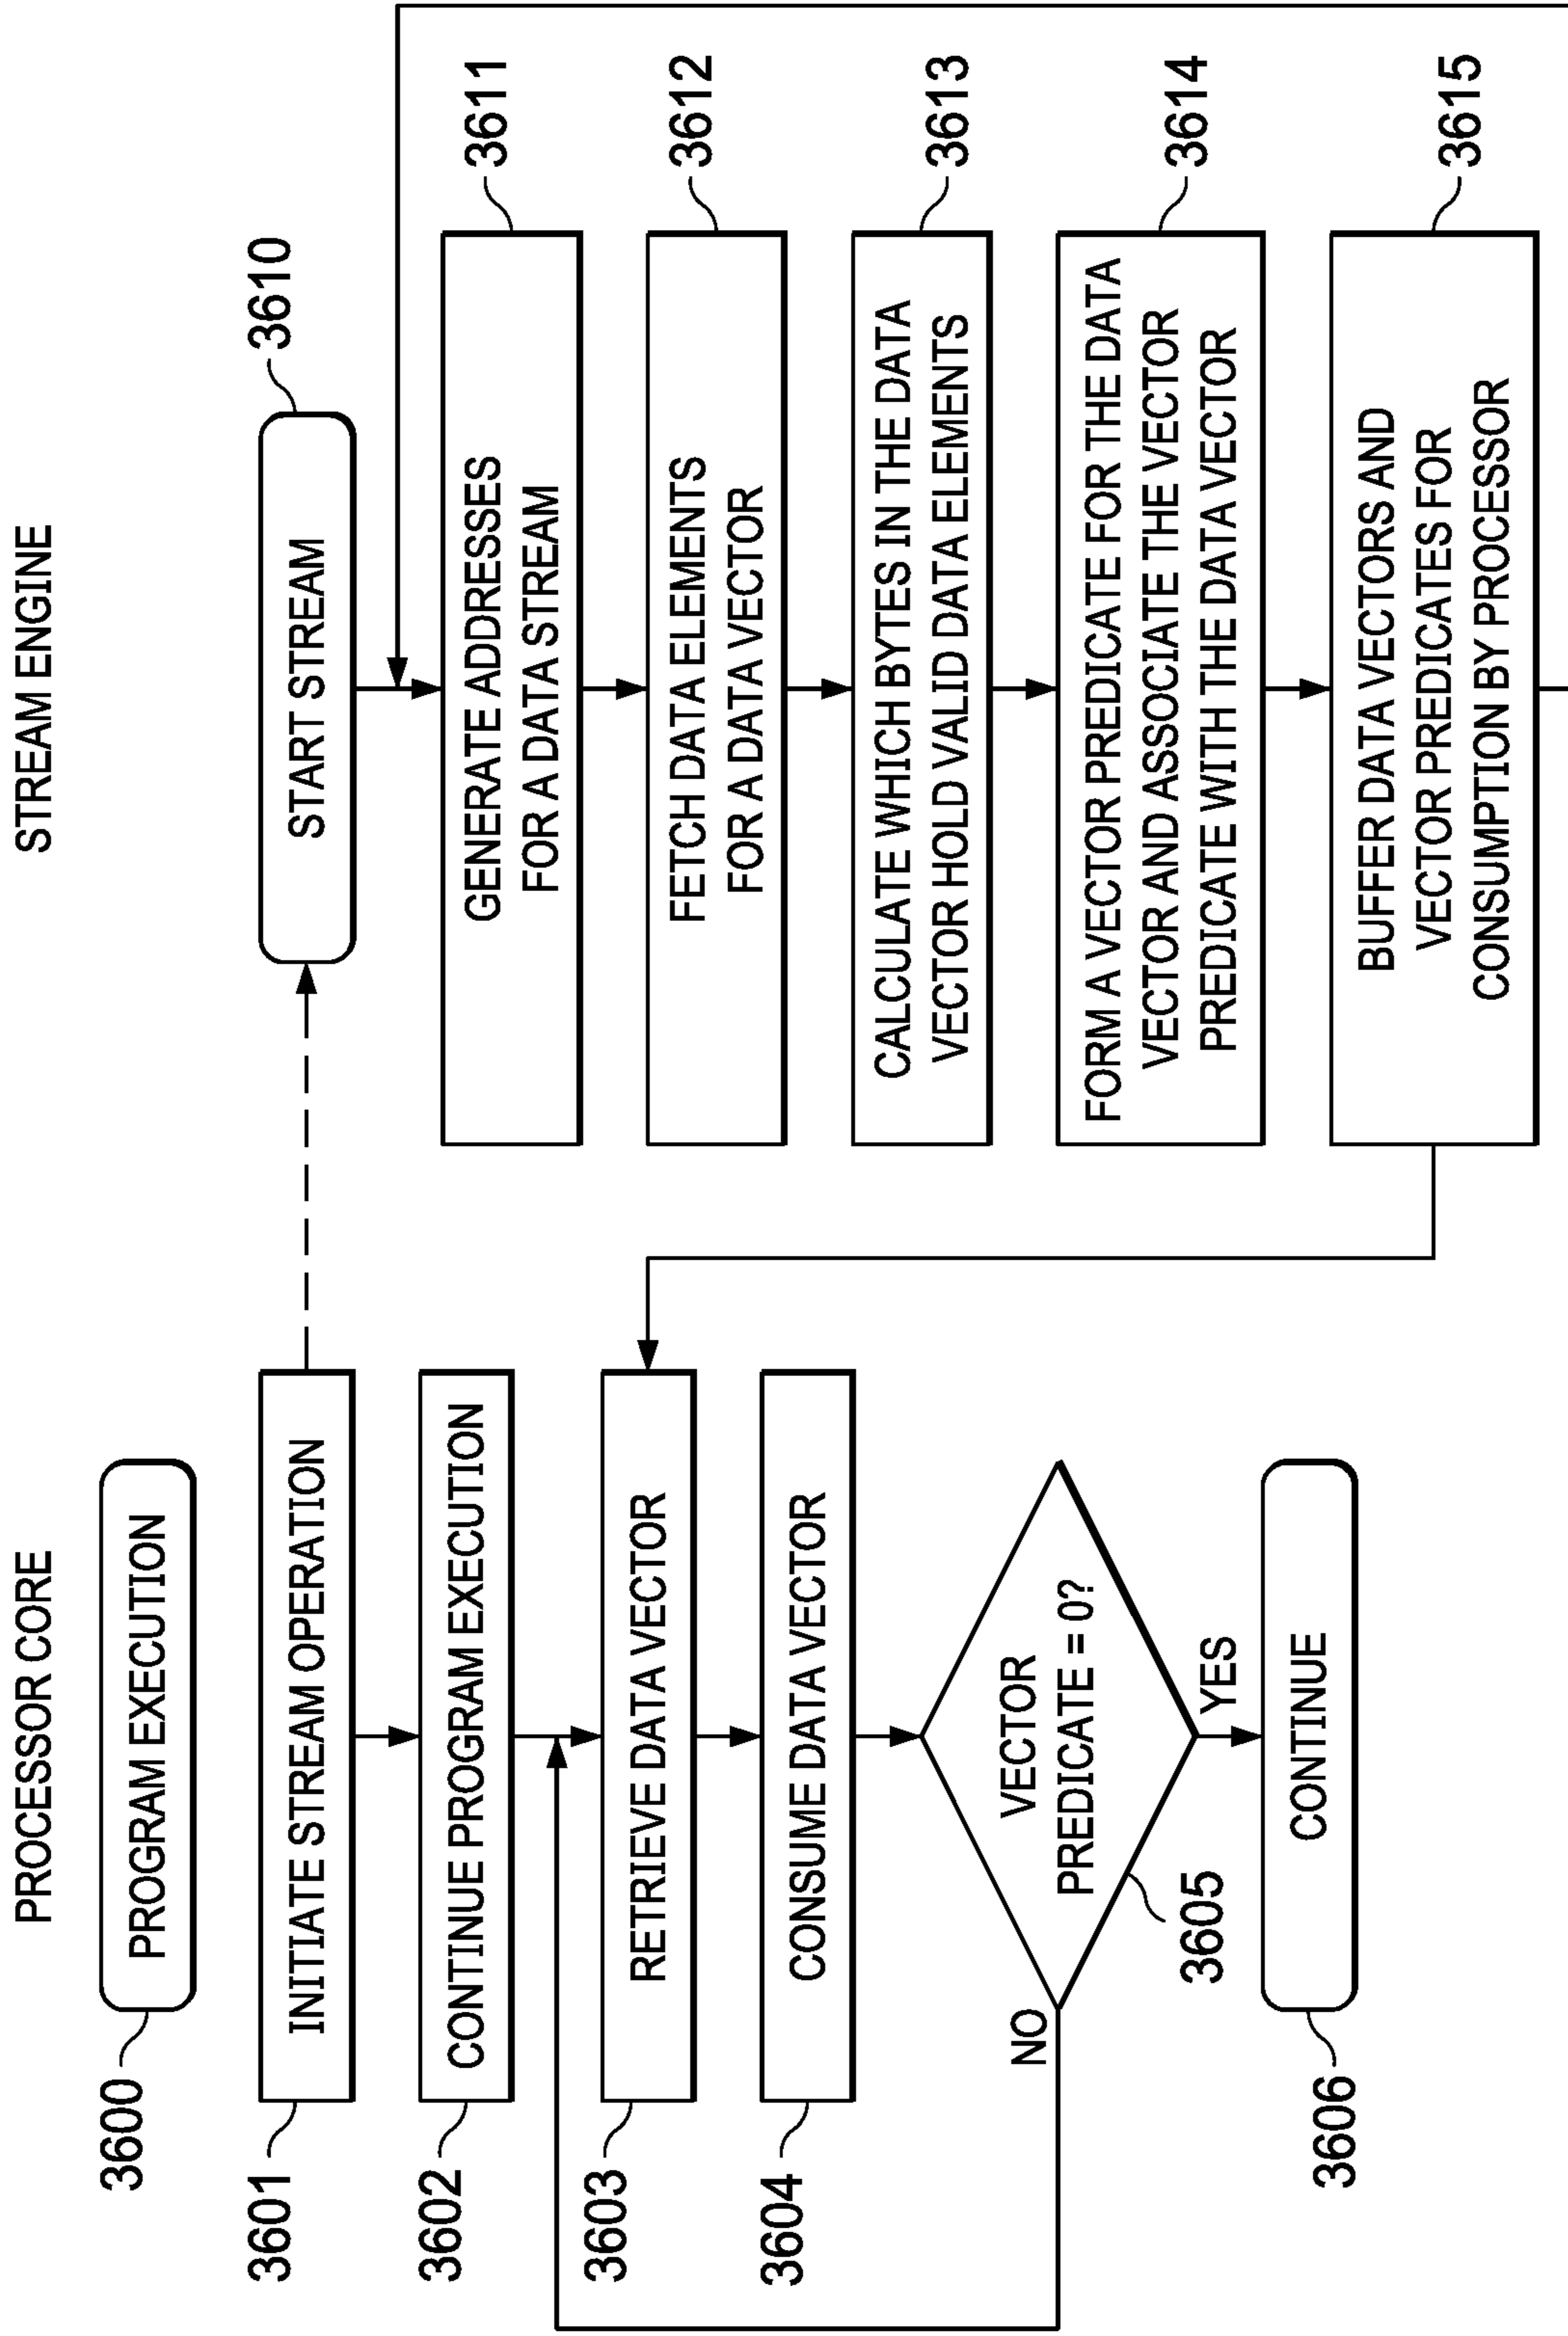 PROCESSOR CORE
3600
PROGRAM EXECUTION
3601
INITIATE STREAM OPERATION
3602
CONTINUE PROGRAM EXECUTION
3603
RETRIEVE DATA VECTOR
3604
CONSUME DATA VECTOR
VECTOR
PREDICATE = 0?
NO
3605
YES
3606
CONTINUE
STREAM ENGINE
START STREAM
3610
GENERATE ADDRESSES
FOR A DATA STREAM
3611
FETCH DATA ELEMENTS
FOR A DATA VECTOR
3612
CALCULATE WHICH BYTES IN THE DATA
VECTOR HOLD VALID DATA ELEMENTS
3613
FORM A VECTOR PREDICATE FOR THE DATA
VECTOR AND ASSOCIATE THE VECTOR
PREDICATE WITH THE DATA VECTOR
3614
BUFFER DATA VECTORS AND
VECTOR PREDICATES FOR
CONSUMPTION BY PROCESSOR
3615